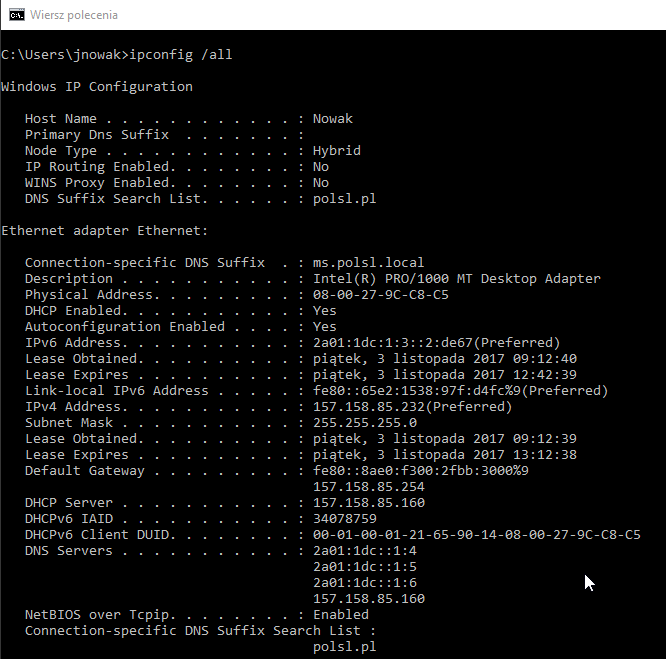 Wiersz polecenia
C:\Users\jnowak>ipconfig /all
Windows IP Configuration
Host Name . . . . . . . . . . . . : Nowak
Primary Dns Suffix  . . . . . . . :
Node Type . . . . . . . . . . . . : Hybrid
IP Routing Enabled. . . . . . . . : No
WINS Proxy Enabled. . . . . . . . : No
DNS Suffix Search List. . . . . . : polsl.pl
Ethernet adapter Ethernet:
Connection-specific DNS Suffix  . : ms.polsl.local
Description . . . . . . . . . . . : Intel(R) PRO/1000 MT Desktop Adapter
Physical Address. . . . . . . . . : 08-00-27-9C-C8-C5
DHCP Enabled. . . . . . . . . . . : Yes
Autoconfiguration Enabled . . . . : Yes
IPv6 Address. . . . . . . . . . . : 2a01:1dc:1:3::2:de67(Preferred)
Lease Obtained. . . . . . . . . . : piątek, 3 listopada 2017 09:12:40
Lease Expires . . . . . . . . . . : piątek, 3 listopada 2017 12:42:39
Link-local IPv6 Address . . . . . : fe80::65e2:1538:97f:d4fc%9(Preferred)
IPv4 Address. . . . . . . . . . . : 157.158.85.232(Preferred)
Subnet Mask . . . . . . . . . . . : 255.255.255.0
Lease Obtained. . . . . . . . . . : piątek, 3 listopada 2017 09:12:39
Lease Expires . . . . . . . . . . : piątek, 3 listopada 2017 13:12:38
Default Gateway . . . . . . . . . : fe80::8ae0:f300:2fbb:3000%9
157.158.85.254
DHCP Server . . . . . . . . . . . : 157.158.85.160
DHCPv6 IAID . . . . . . . . . . . : 34078759
DHCPv6 Client DUID. . . . . . . . : 00-01-00-01-21-65-90-14-08-00-27-9C-C8-C5
DNS Servers . . . . . . . . . . . : 2a01:1dc::1:4
2a01:1dc::1:5
2a01:1dc::1:6
157.158.85.160
NetBIOS over Tcpip. . . . . . . . : Enabled
Connection-specific DNS Suffix Search List :
polsl.pl